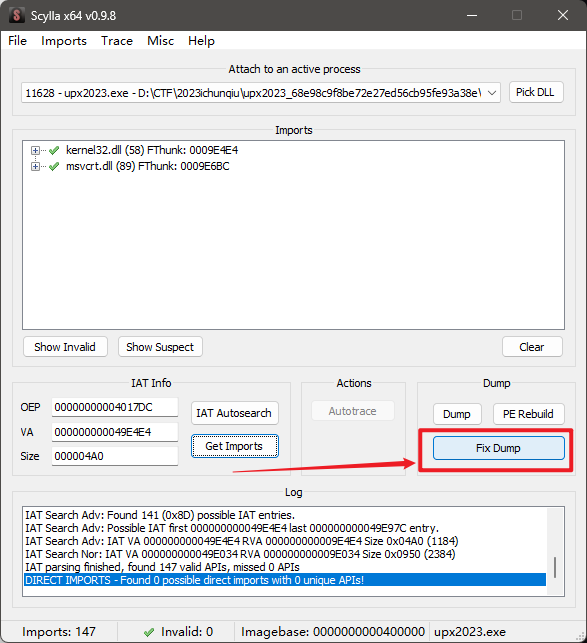 Scylla x64 v0.9.8
File Imports Trace Misc Help
Attach to an active process
11628 - upx2023.exe - D:\CTF\2023ichunqiu\upx2023_68e98c9f8be72e27ed56cb95fe93a38e\
Pick DLL
Imports
kernel32.dll (58) FThunk: 0009E4E4
msvcrt.dll (89) FThunk: 0009E6BC
Show Invalid Show Suspect Clear
IAT Info
OEP 00000000004017DC
IAT Autosearch
VA 000000000049E4E4
Get Imports
Size 000004A0
Actions
Autotrace
Dump
Dump PE Rebuild
Fix Dump
Log
IAT Search Adv: Found 141 (0x8D) possible IAT entries.
IAT Search Adv: Possible IAT first 000000000049E4E4 last 000000000049E97C entry.
IAT Search Adv: IAT VA 000000000049E4E4 RVA 000000000009E4E4 Size 0x04A0 (1184)
IAT Search Nor: IAT VA 000000000049E034 RVA 000000000009E034 Size 0x0950 (2384)
IAT parsing finished, found 147 valid APIs, missed 0 APIs
DIRECT IMPORTS - Found 0 possible direct imports with 0 unique APIs!
Imports: 147 Invalid: 0 Imagebase: 0000000000400000 upx2023.exe